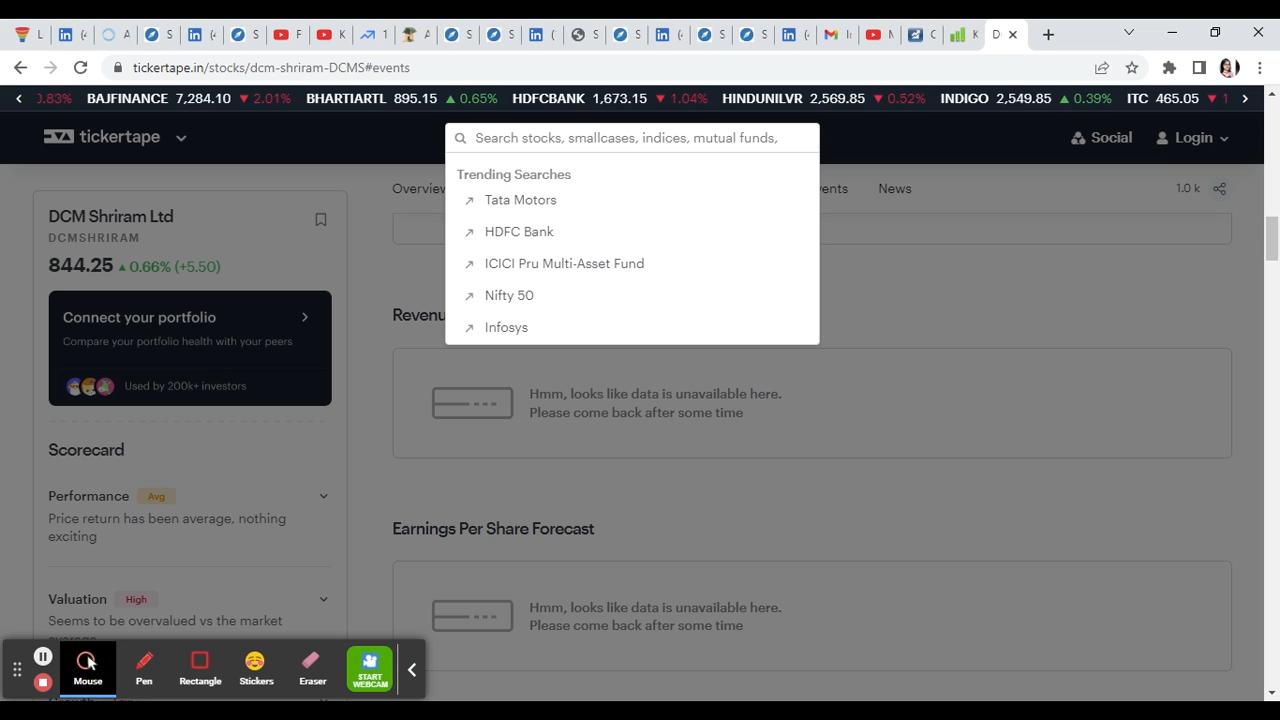 L
A
S
S
F
K
1
A
S
S
S
S
S
S
M I
N
C
K
D
tickertape.in/stocks/dcm-shriram-DCMS#events
0.83% BAJFINANCE 7,284.10 ▼ 2.01% BHARTIARTL 895.15 ▲ 0.65% HDFCBANK 1,673.15 ▼ 1.04% HINDUNILVR 2,569.85 ▼ 0.52% INDIGO 2,549.85 ▲ 0.39% ITC 465.05 ▼ 1
tickertape
Search stocks, smallcases, indices, mutual funds,
Social
Login
Trending Searches
Tata Motors
HDFC Bank
ICICI Pru Multi-Asset Fund
Nifty 50
Infosys
Overview
News
1.0 k
DCM Shriram Ltd
DCMSHRIRAM
844.25 ▲ 0.66% (+5.50)
Connect your portfolio
Compare your portfolio health with your peers
Used by 200k+ investors
Scorecard
Performance Avg
Price return has been average, nothing
exciting
Valuation High
Seems to be overvalued vs the market
Hmm, looks like data is unavailable here.
Please come back after some time
Earnings Per Share Forecast
Hmm, looks like data is unavailable here.
Please come back after some time
Mouse
Pen
Rectangle
Stickers
Eraser
START
WEBCAM